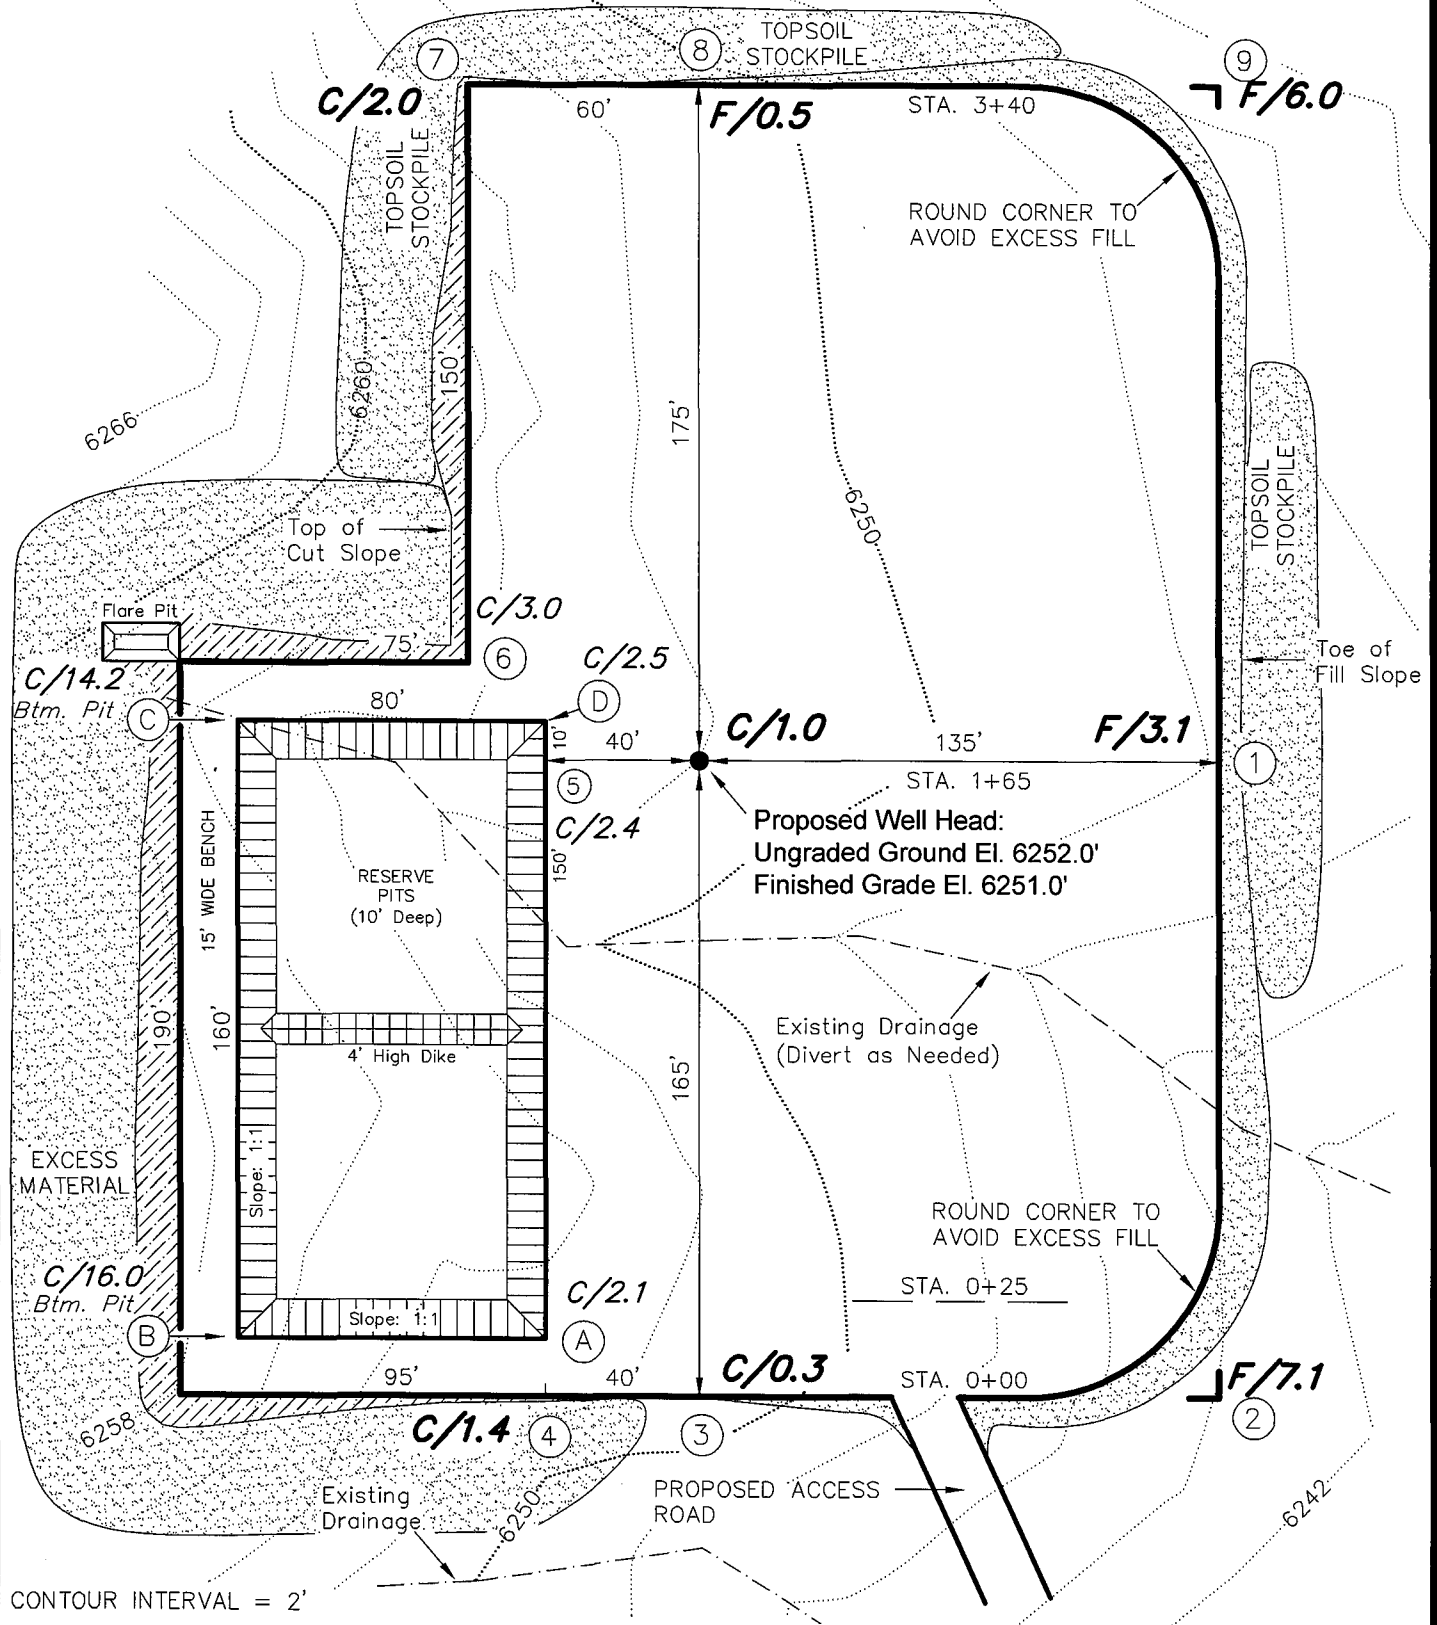 TOPSOIL
STOCKPILE
7
8
9
C/2.0
60'
F/0.5
STA. 3+40
F/6.0
TOPSOIL
STOCKPILE
ROUND CORNER TO
AVOID EXCESS FILL
150'
6260
175'
6266
6250
TOPSOIL
STOCKPILE
Top of
Cut Slope
Flare Pit
75'
C/3.0
6
C/2.5
D
Toe of
Fill Slope
C/14.2
Btm. Pit
C
80'
10'
40'
C/1.0
135'
F/3.1
STA. 1+65
1
5
C/2.4
Proposed Well Head:
Ungraded Ground El. 6252.0'
Finished Grade El. 6251.0'
15' WIDE BENCH
RESERVE
PITS
(10' Deep)
150'
190'
160'
4' High Dike
Existing Drainage
(Divert as Needed)
165'
EXCESS
MATERIAL
Slope: 1:1
ROUND CORNER TO
AVOID EXCESS FILL
C/16.0
Btm. Pit
B
Slope: 1:1
C/2.1
A
STA. 0+25
95'
40'
C/0.3
STA. 0+00
F/7.1
2
6258
C/1.4
4
3
Existing
Drainage
6250
PROPOSED ACCESS
ROAD
6242
CONTOUR INTERVAL = 2'